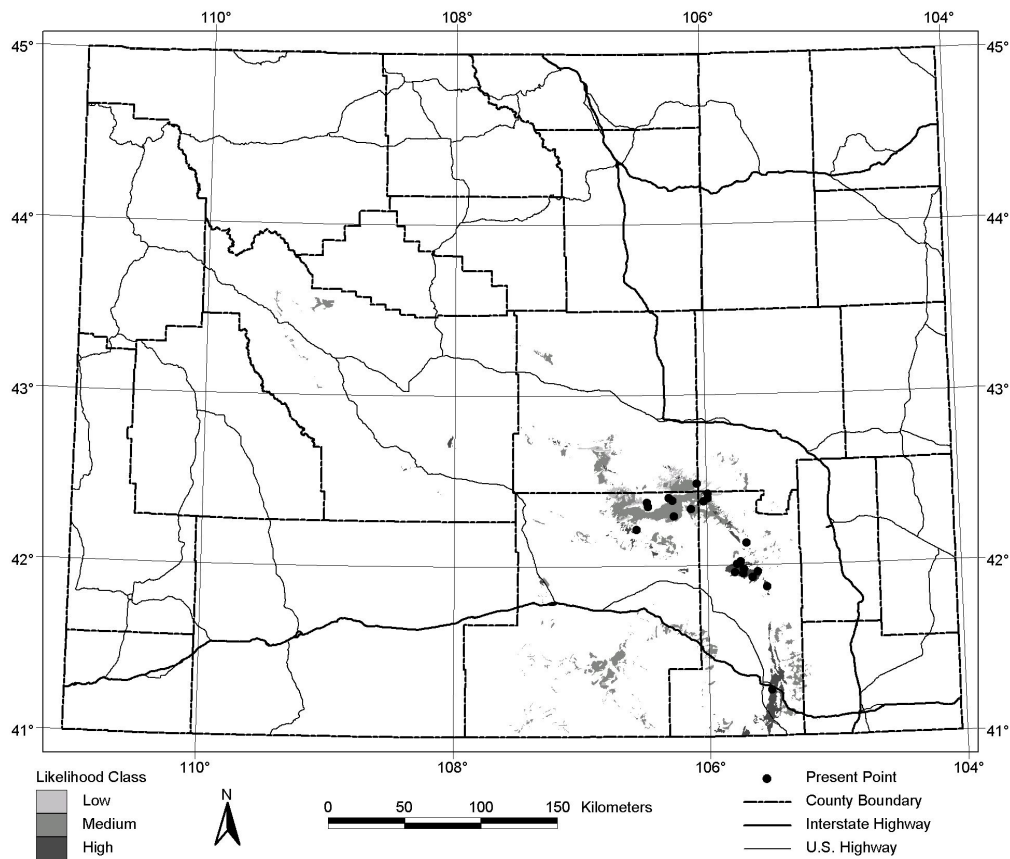 110° 108° 106° 104°
45° 45°
44° 44°
43° 43°
42° 42°
41° 41°
110° 108° 106° 104°
Likelihood Class
Low
Medium
High
N
0 50 100 150 Kilometers
Present Point
County Boundary
Interstate Highway
U.S. Highway